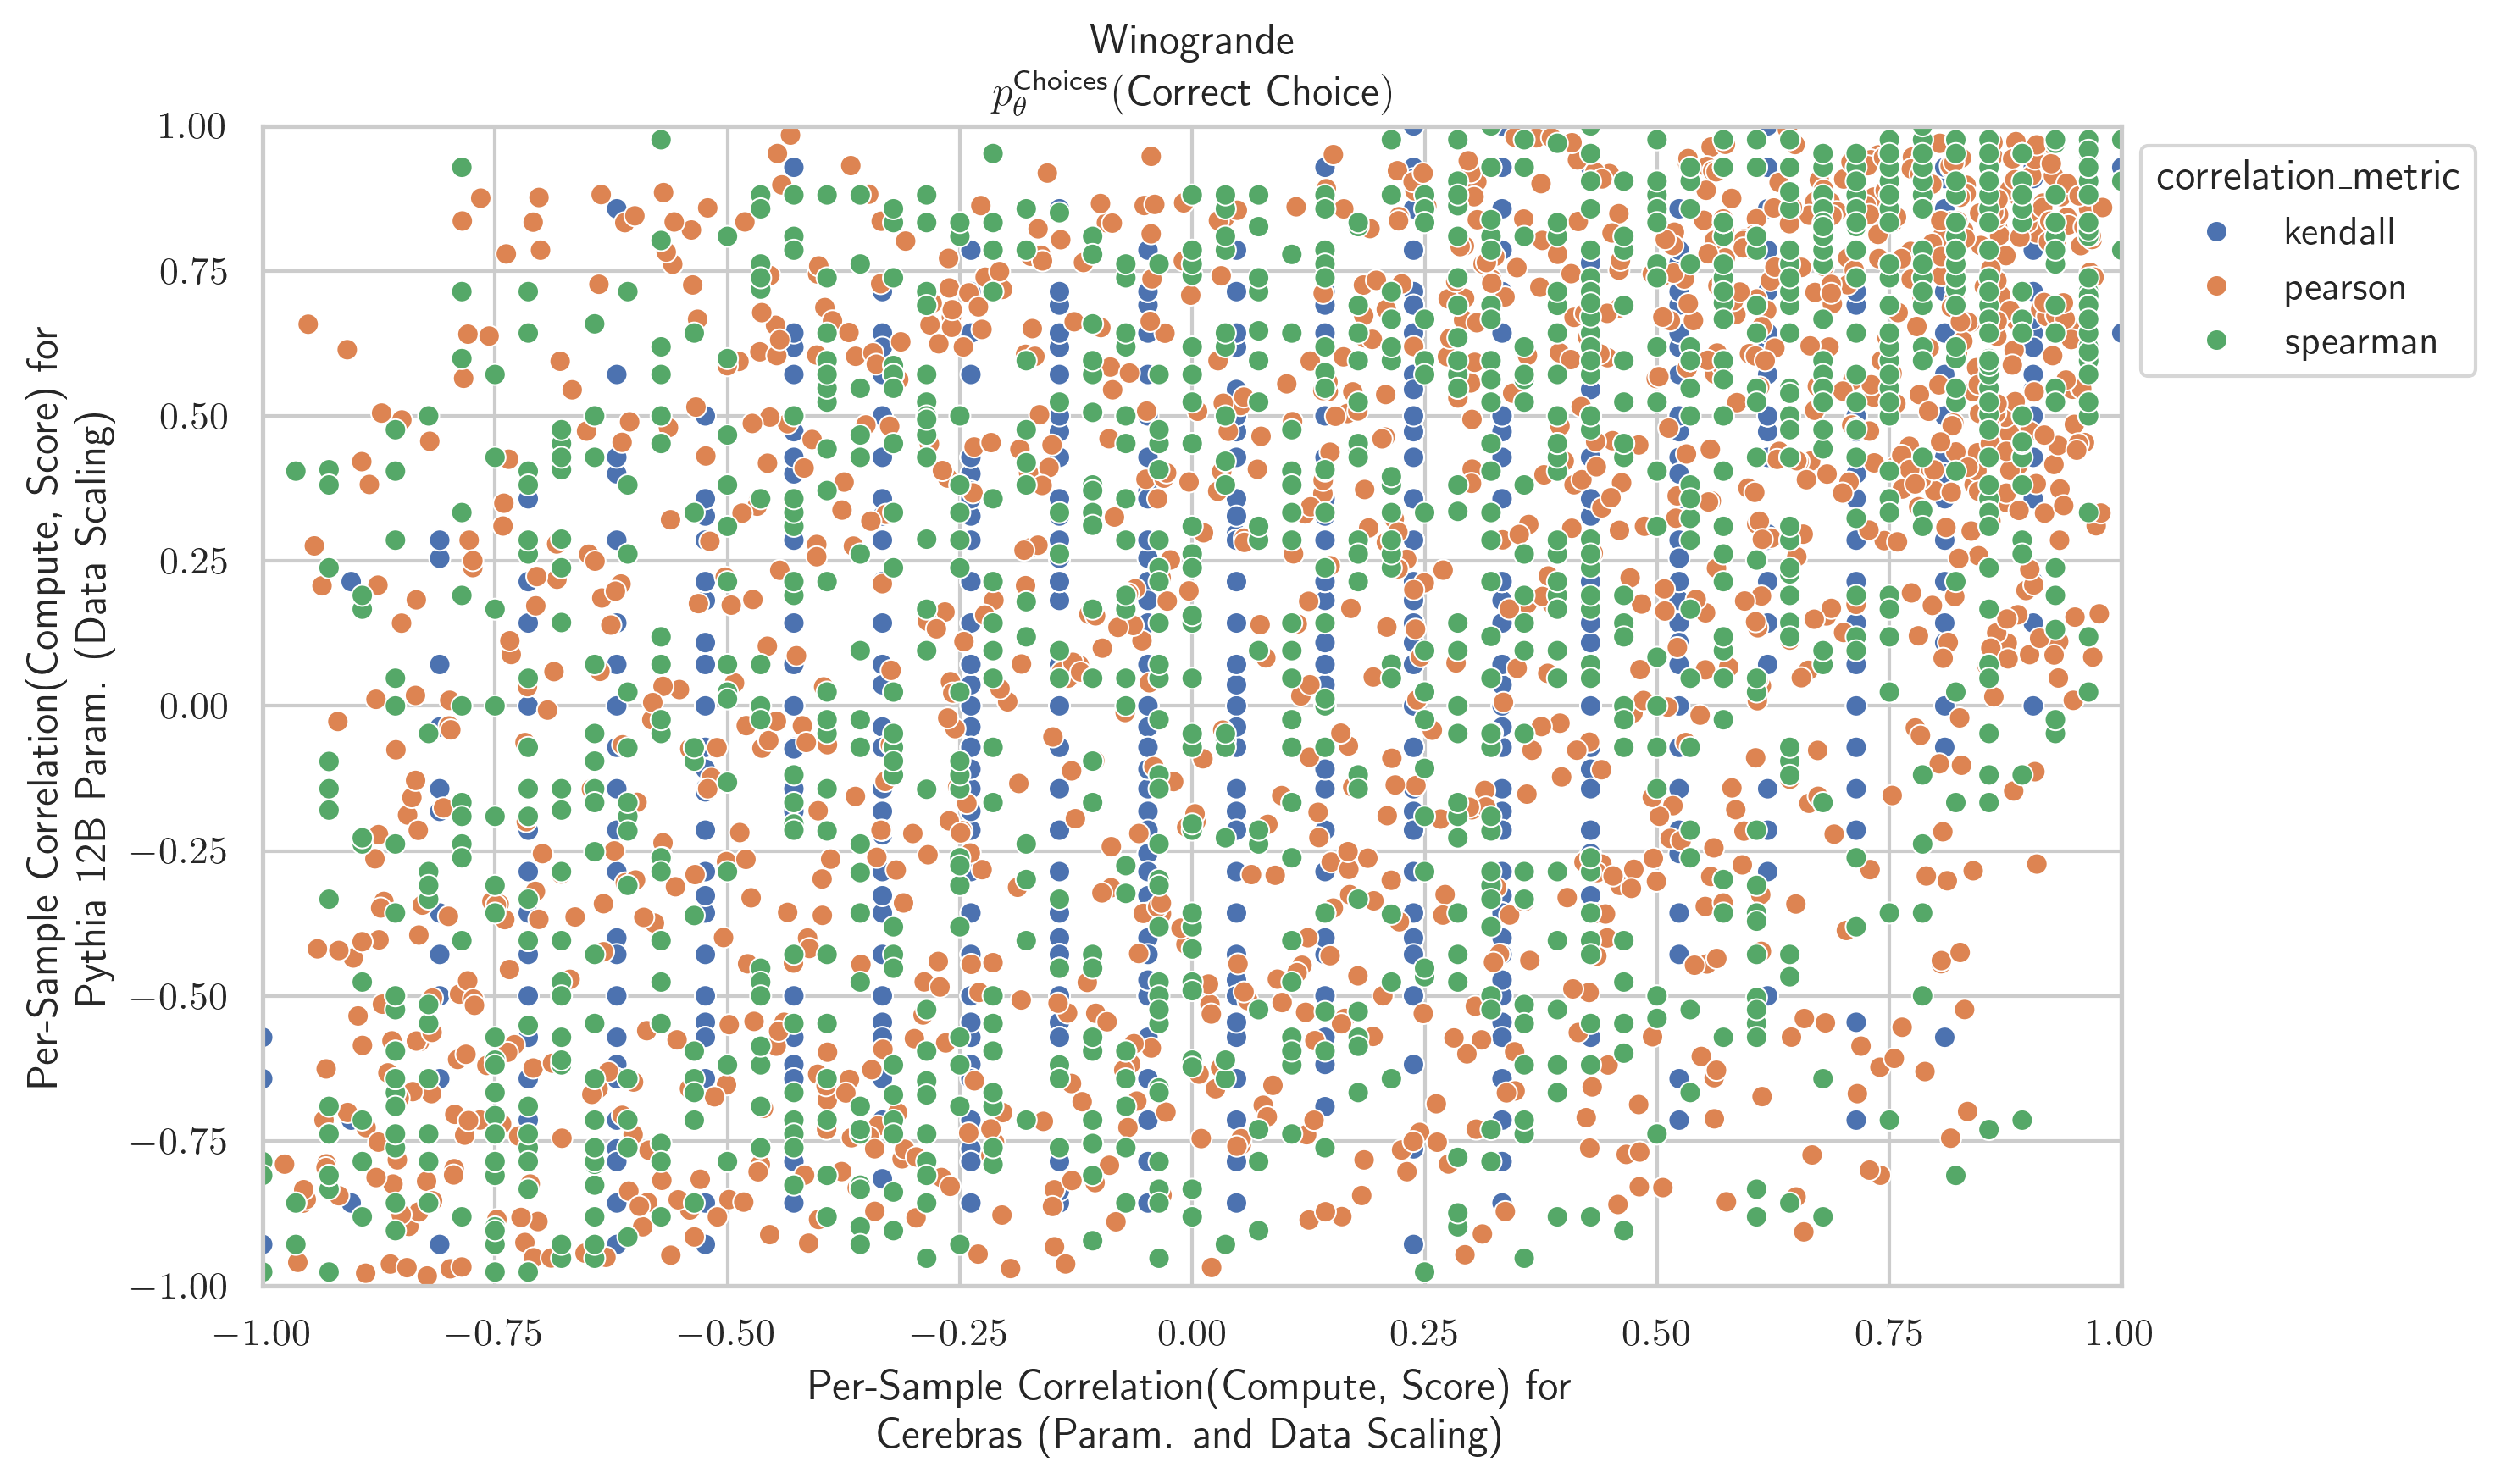 Winogrande
p_θ^Choices(Correct Choice)
1.00
0.75
0.50
0.25
0.00
−0.25
−0.50
−0.75
−1.00
Per-Sample Correlation(Compute, Score) for
Pythia 12B Param. (Data Scaling)
−1.00 −0.75 −0.50 −0.25 0.00 0.25 0.50 0.75 1.00
Per-Sample Correlation(Compute, Score) for
Cerebras (Param. and Data Scaling)
correlation_metric
kendall
pearson
spearman